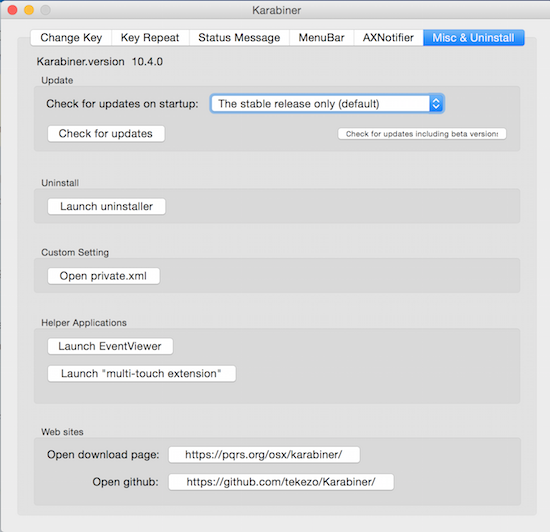 Karabiner
Change Key Key Repeat Status Message MenuBar AXNotifier Misc & Uninstall
Karabiner.version 10.4.0
Update
Check for updates on startup: The stable release only (default)
Check for updates Check for updates including beta versions
Uninstall
Launch uninstaller
Custom Setting
Open private.xml
Helper Applications
Launch EventViewer
Launch "multi-touch extension"
Web sites
Open download page: https://pqrs.org/osx/karabiner/
Open github: https://github.com/tekezo/Karabiner/